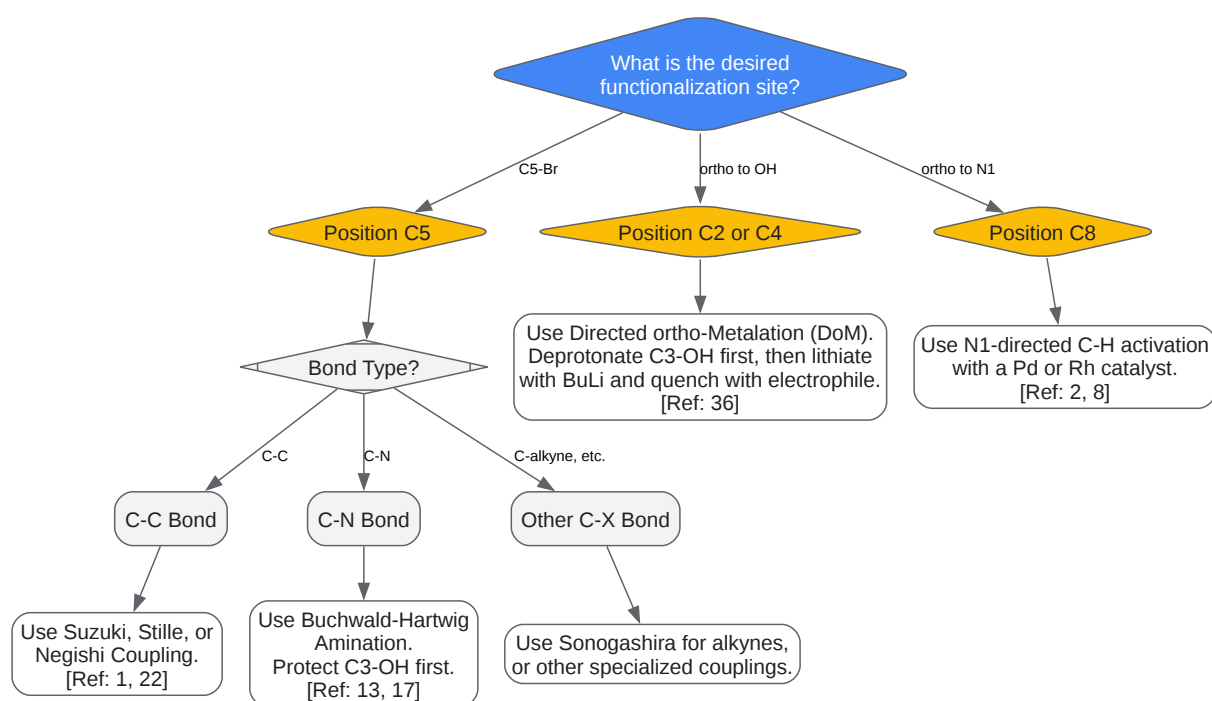 What is the desired
functionalization site?
C5-Br
ortho to OH
ortho to N1
Position C5
Position C2 or C4
Position C8
Use Directed ortho-Metalation (DoM).
Deprotonate C3-OH first, then lithiate
with BuLi and quench with electrophile.
[Ref: 36]
Use N1-directed C-H activation
with a Pd or Rh catalyst.
[Ref: 2, 8]
Bond Type?
C-C
C-N
C-alkyne, etc.
C-C Bond
C-N Bond
Other C-X Bond
Use Suzuki, Stille, or
Negishi Coupling.
[Ref: 1, 22]
Use Buchwald-Hartwig
Amination.
Protect C3-OH first.
[Ref: 13, 17]
Use Sonogashira for alkynes,
or other specialized couplings.